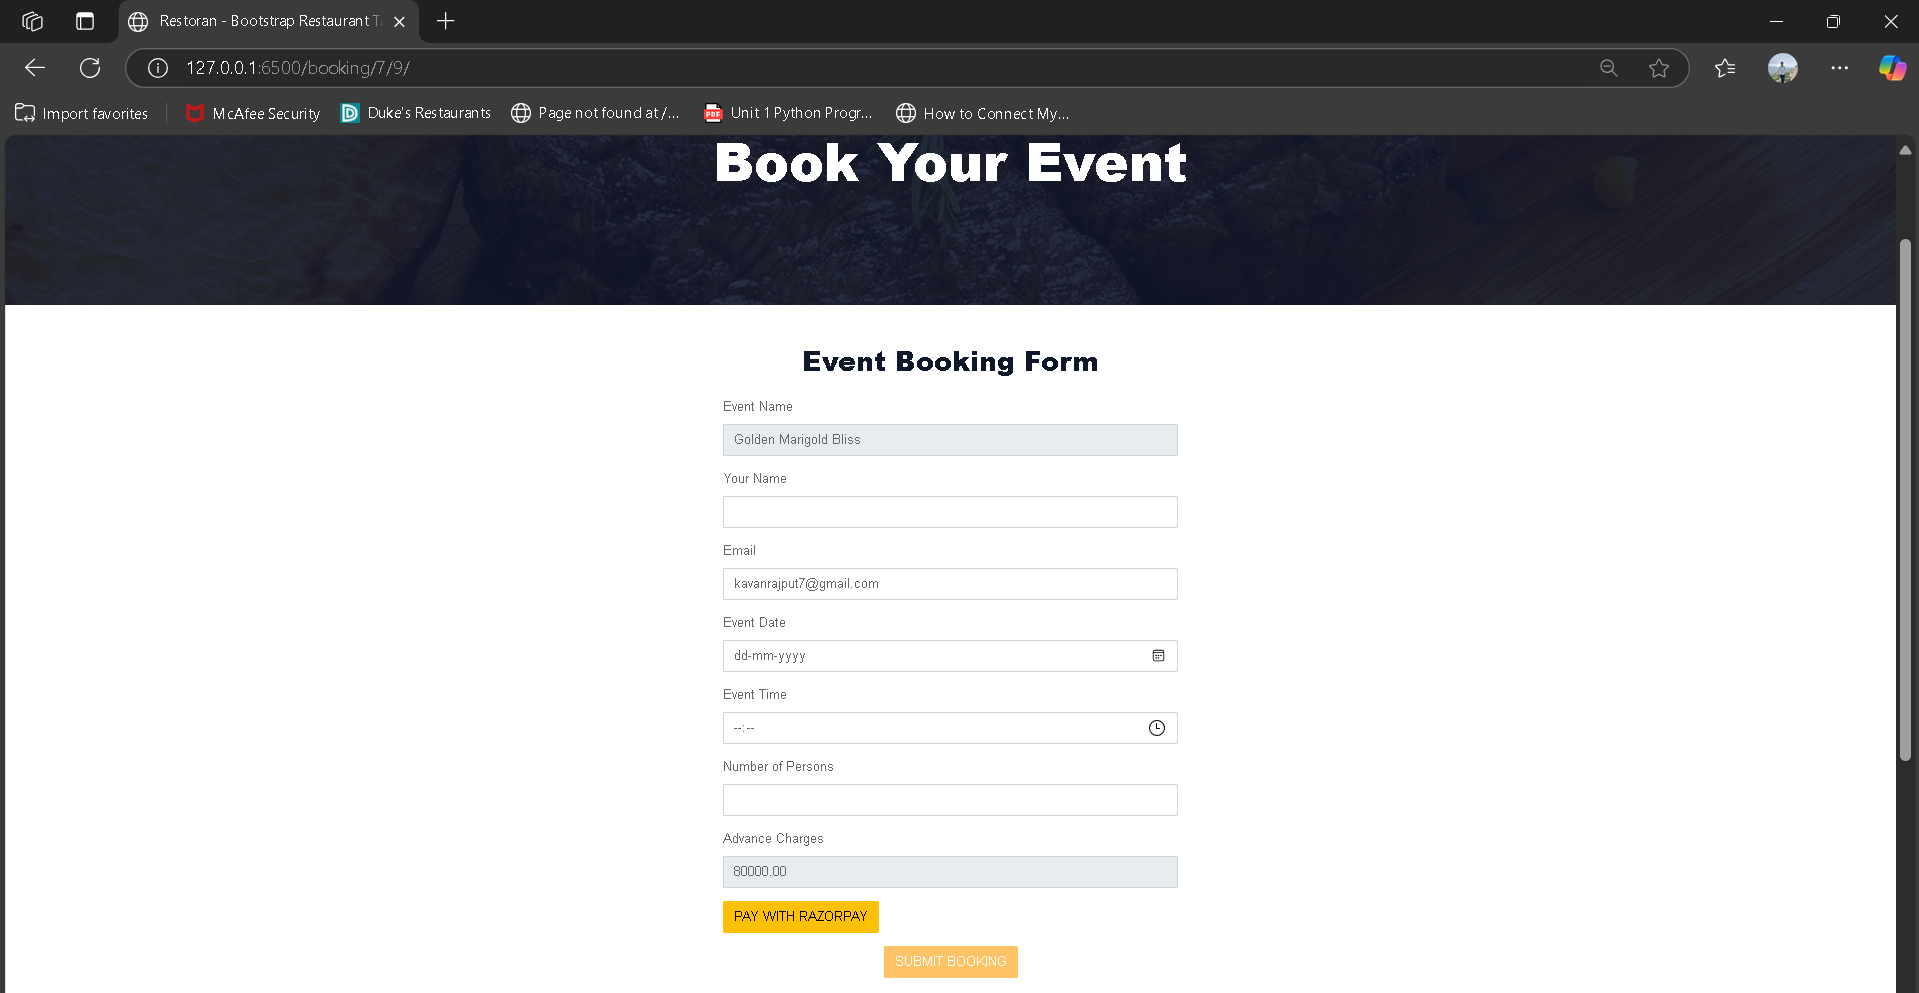 Restoran - Bootstrap Restaurant T
127.0.0.1:6500/booking/7/9/
Import favorites
McAfee Security
Duke's Restaurants
Page not found at /...
Unit 1 Python Progr...
How to Connect My...
Book Your Event
Event Booking Form
Event Name
Golden Marigold Bliss
Your Name
Email
kavanrajput7@gmail.com
Event Date
dd-mm-yyyy
Event Time
--:--
Number of Persons
Advance Charges
80000.00
PAY WITH RAZORPAY
SUBMIT BOOKING